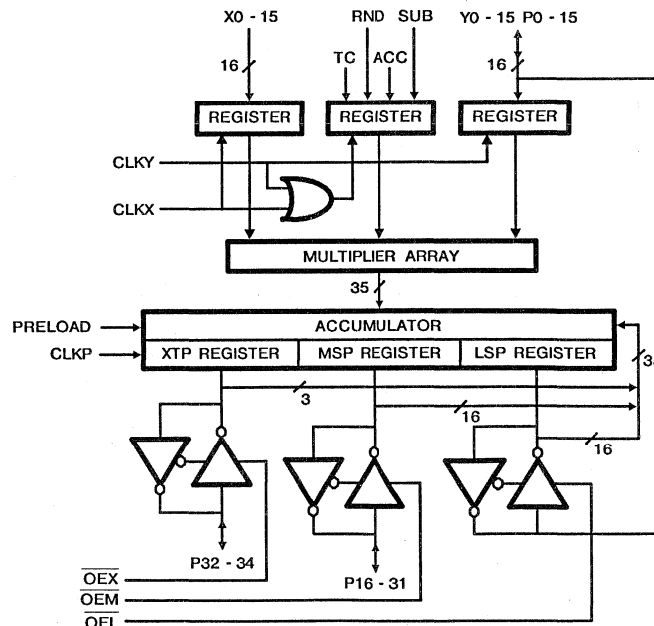 X0 - 15
RND SUB
Y0 - 15 P0 - 15
16
TC
ACC
16
REGISTER
REGISTER
REGISTER
CLKY
CLKX
MULTIPLIER ARRAY
35
PRELOAD
ACCUMULATOR
CLKP
XTP REGISTER
MSP REGISTER
LSP REGISTER
3
16
16
P32 - 34
P16 - 31
OEX
OEM